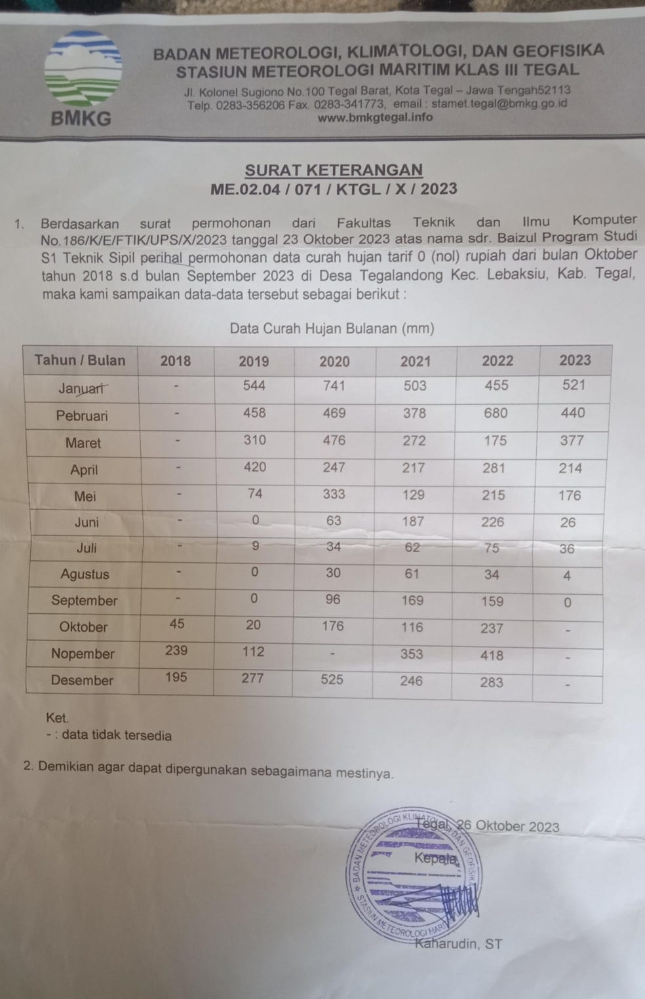 BMKG
BADAN METEOROLOGI, KLIMATOLOGI, DAN GEOFISIKA
STASIUN METEOROLOGI MARITIM KLAS III TEGAL
Jl. Kolonel Sugiono No.100 Tegal Barat, Kota Tegal – Jawa Tengah52113
Telp. 0283-356206 Fax. 0283-341773, email : stamet.tegal@bmkg.go.id
www.bmkgtegal.info
SURAT KETERANGAN
ME.02.04 / 071 / KTGL / X / 2023
1. Berdasarkan surat permohonan dari Fakultas Teknik dan Ilmu Komputer
No.186/K/E/FTIK/UPS/X/2023 tanggal 23 Oktober 2023 atas nama sdr. Baizul Program Studi
S1 Teknik Sipil perihal permohonan data curah hujan tarif 0 (nol) rupiah dari bulan Oktober
tahun 2018 s.d bulan September 2023 di Desa Tegalandong Kec. Lebaksiu, Kab. Tegal,
maka kami sampaikan data-data tersebut sebagai berikut :
Data Curah Hujan Bulanan (mm)
Tahun / Bulan 2018 2019 2020 2021 2022 2023
Januari - 544 741 503 455 521
Pebruari - 458 469 378 680 440
Maret - 310 476 272 175 377
April - 420 247 217 281 214
Mei - 74 333 129 215 176
Juni - 0 63 187 226 26
Juli - 9 34 62 75 36
Agustus - 0 30 61 34 4
September - 0 96 169 159 0
Oktober 45 20 176 116 237 -
Nopember 239 112 - 353 418 -
Desember 195 277 525 246 283 -
Ket.
- : data tidak tersedia
2. Demikian agar dapat dipergunakan sebagaimana mestinya.
Tegal, 26 Oktober 2023
Kepala,
BADAN METEOROLOGI KLIMATOLOGI DAN GEOFISIKA
STASIUN METEOROLOGI
Kaharudin, ST